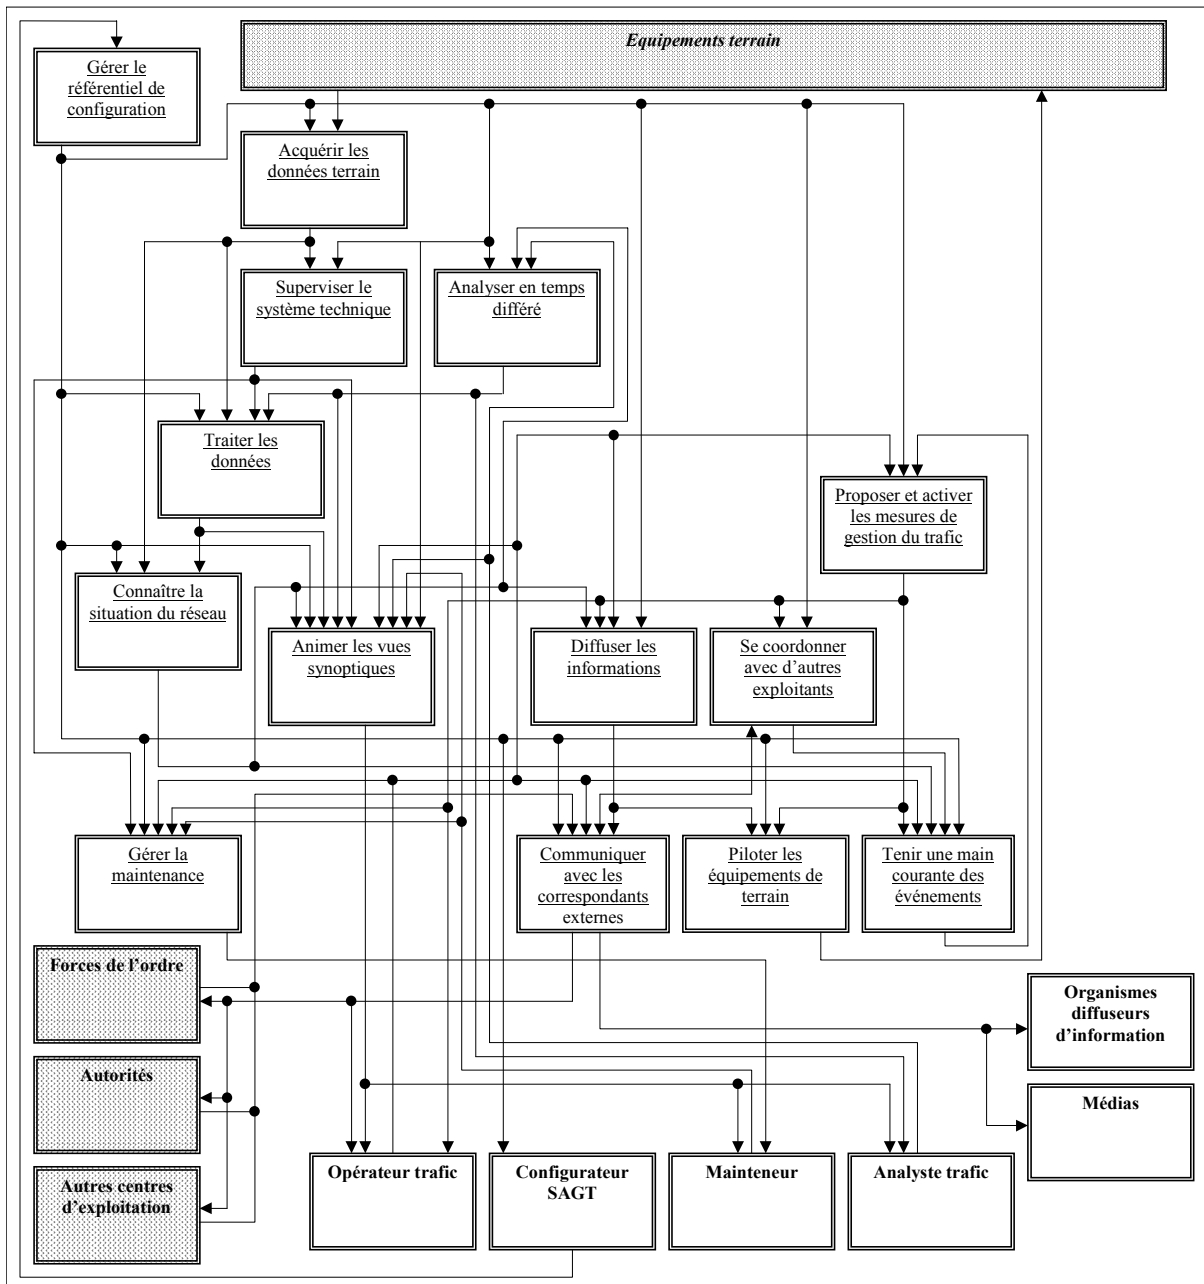 Equipements terrain
Gérer le
référentiel de
configuration
Acquérir les
données terrain
Superviser le
système technique
Analyser en temps
différé
Traiter les
données
Proposer et activer
les mesures de
gestion du trafic
Connaître la
situation du réseau
Animer les vues
synoptiques
Diffuser les
informations
Se coordonner
avec d'autres
exploitants
Gérer la
maintenance
Communiquer
avec les
correspondants
externes
Piloter les
équipements de
terrain
Tenir une main
courante des
événements
Forces de l'ordre
Organismes
diffuseurs
d'information
Autorités
Médias
Autres centres
d'exploitation
Opérateur trafic
Configurateur
SAGT
Mainteneur
Analyste trafic